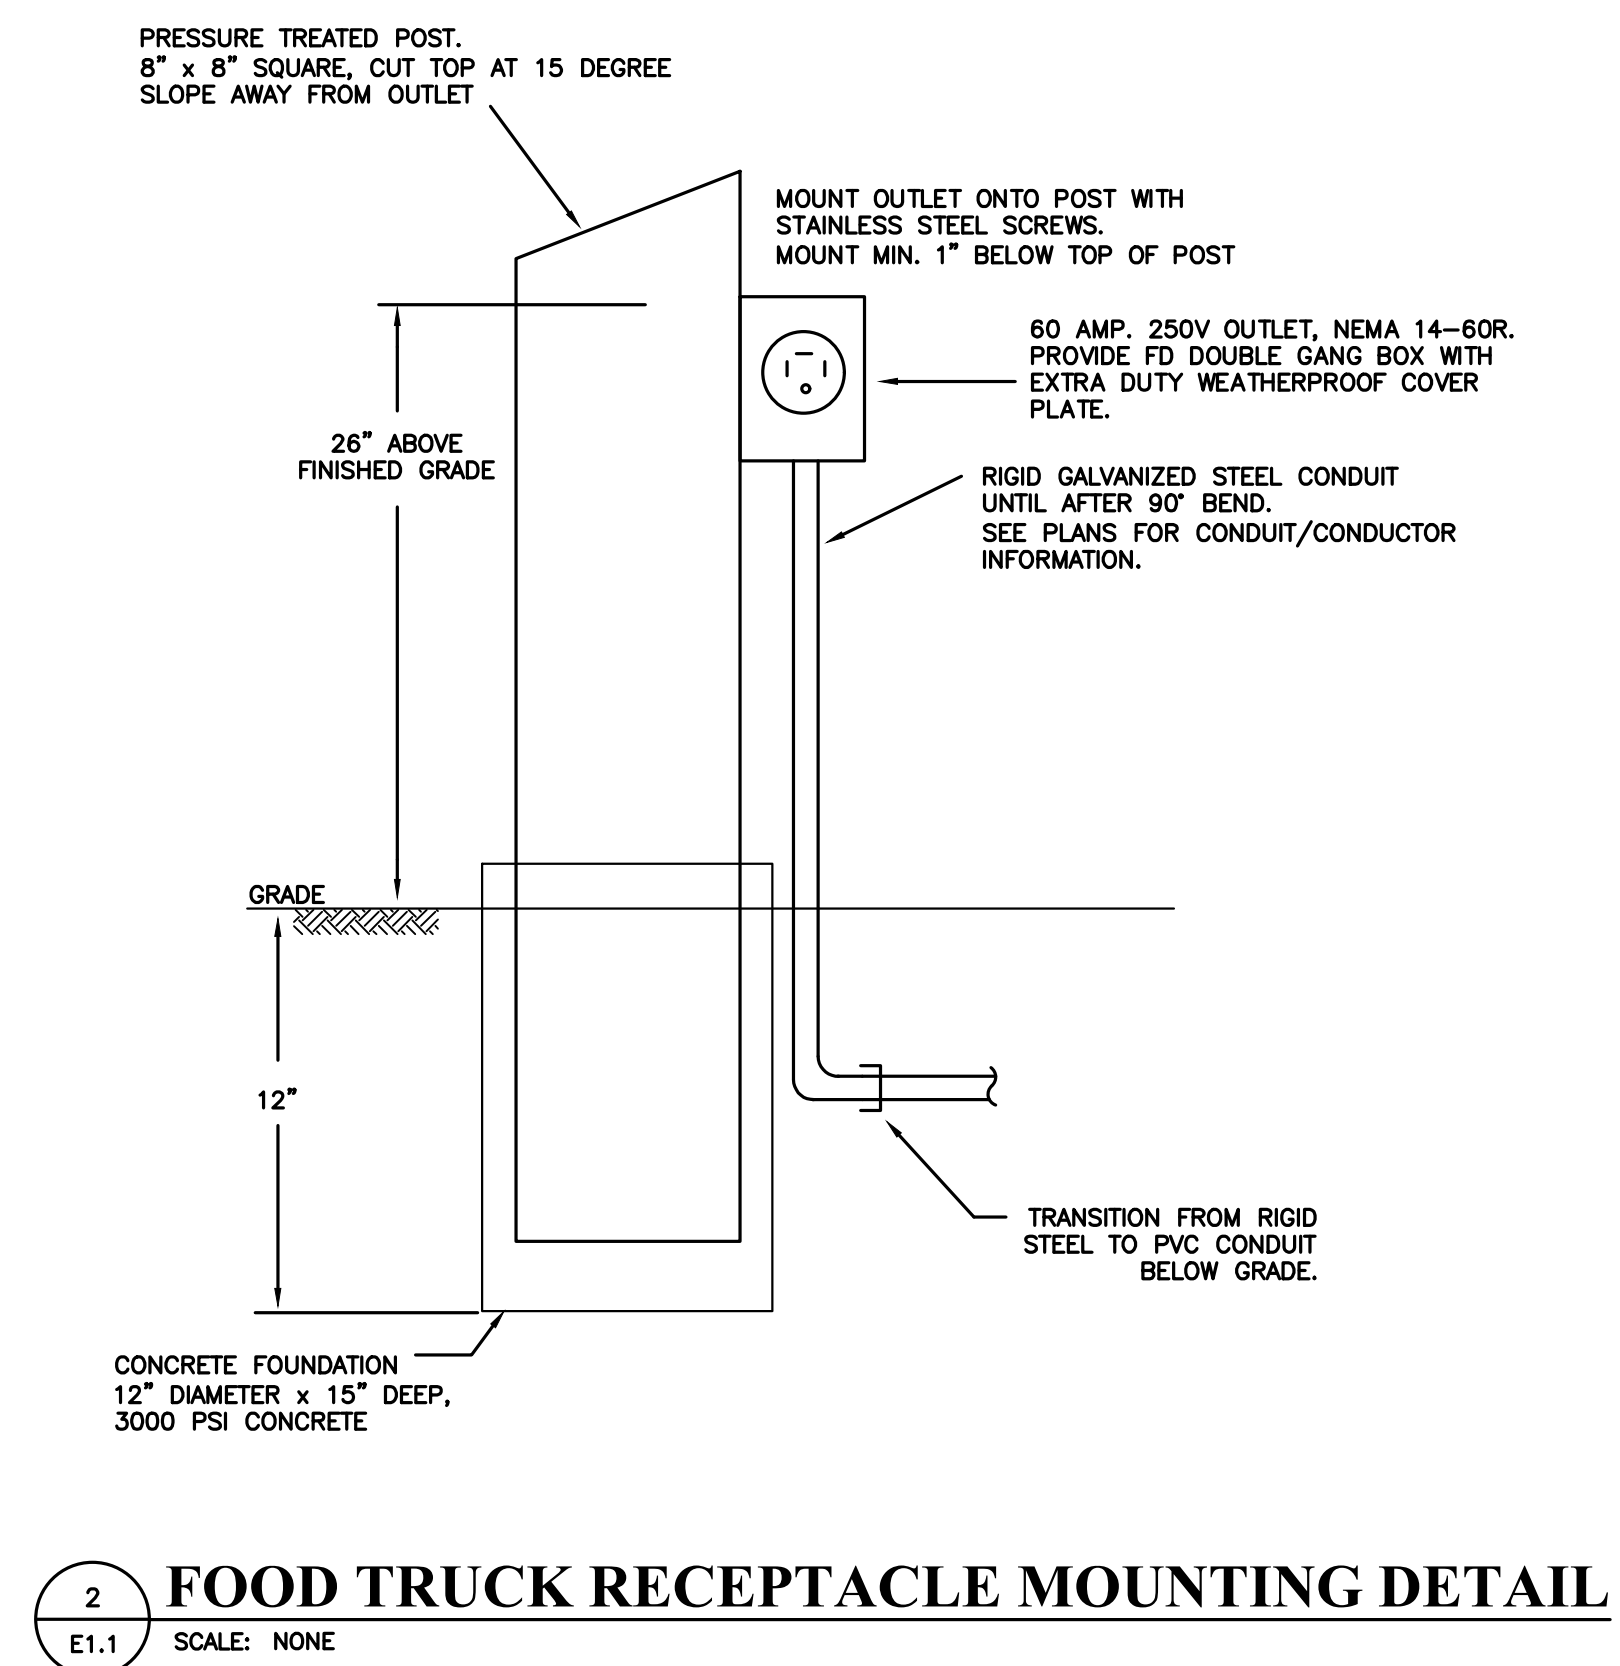 PRESSURE TREATED POST.
8" x 8" SQUARE, CUT TOP AT 15 DEGREE
SLOPE AWAY FROM OUTLET
MOUNT OUTLET ONTO POST WITH
STAINLESS STEEL SCREWS.
MOUNT MIN. 1" BELOW TOP OF POST
60 AMP. 250V OUTLET, NEMA 14-60R.
PROVIDE FD DOUBLE GANG BOX WITH
EXTRA DUTY WEATHERPROOF COVER
PLATE.
26" ABOVE
FINISHED GRADE
RIGID GALVANIZED STEEL CONDUIT
UNTIL AFTER 90° BEND.
SEE PLANS FOR CONDUIT/CONDUCTOR
INFORMATION.
GRADE
12"
TRANSITION FROM RIGID
STEEL TO PVC CONDUIT
BELOW GRADE.
CONCRETE FOUNDATION
12" DIAMETER x 15" DEEP,
3000 PSI CONCRETE
2
E1.1
FOOD TRUCK RECEPTACLE MOUNTING DETAIL
SCALE: NONE